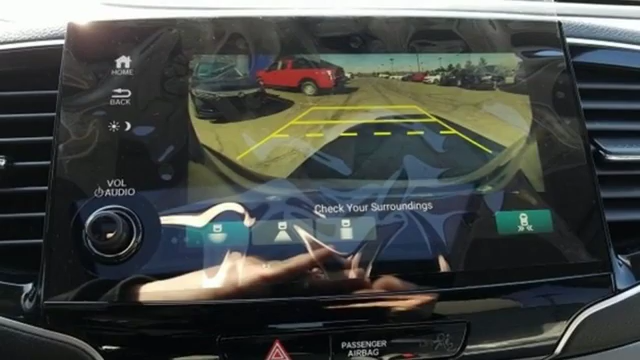 HOME
BACK
VOL
AUDIO
Check Your Surroundings
PASSENGER
AIRBAG